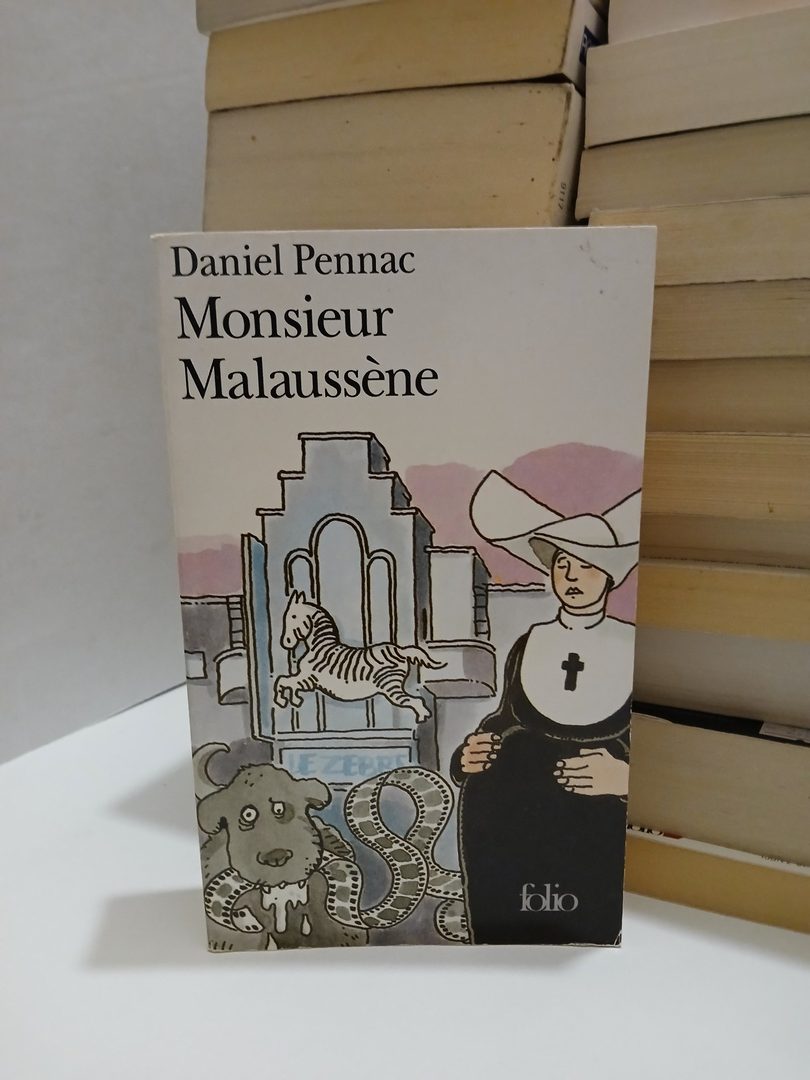 Daniel Pennac
Monsieur
Malaussène
LE ZEBRE
folio